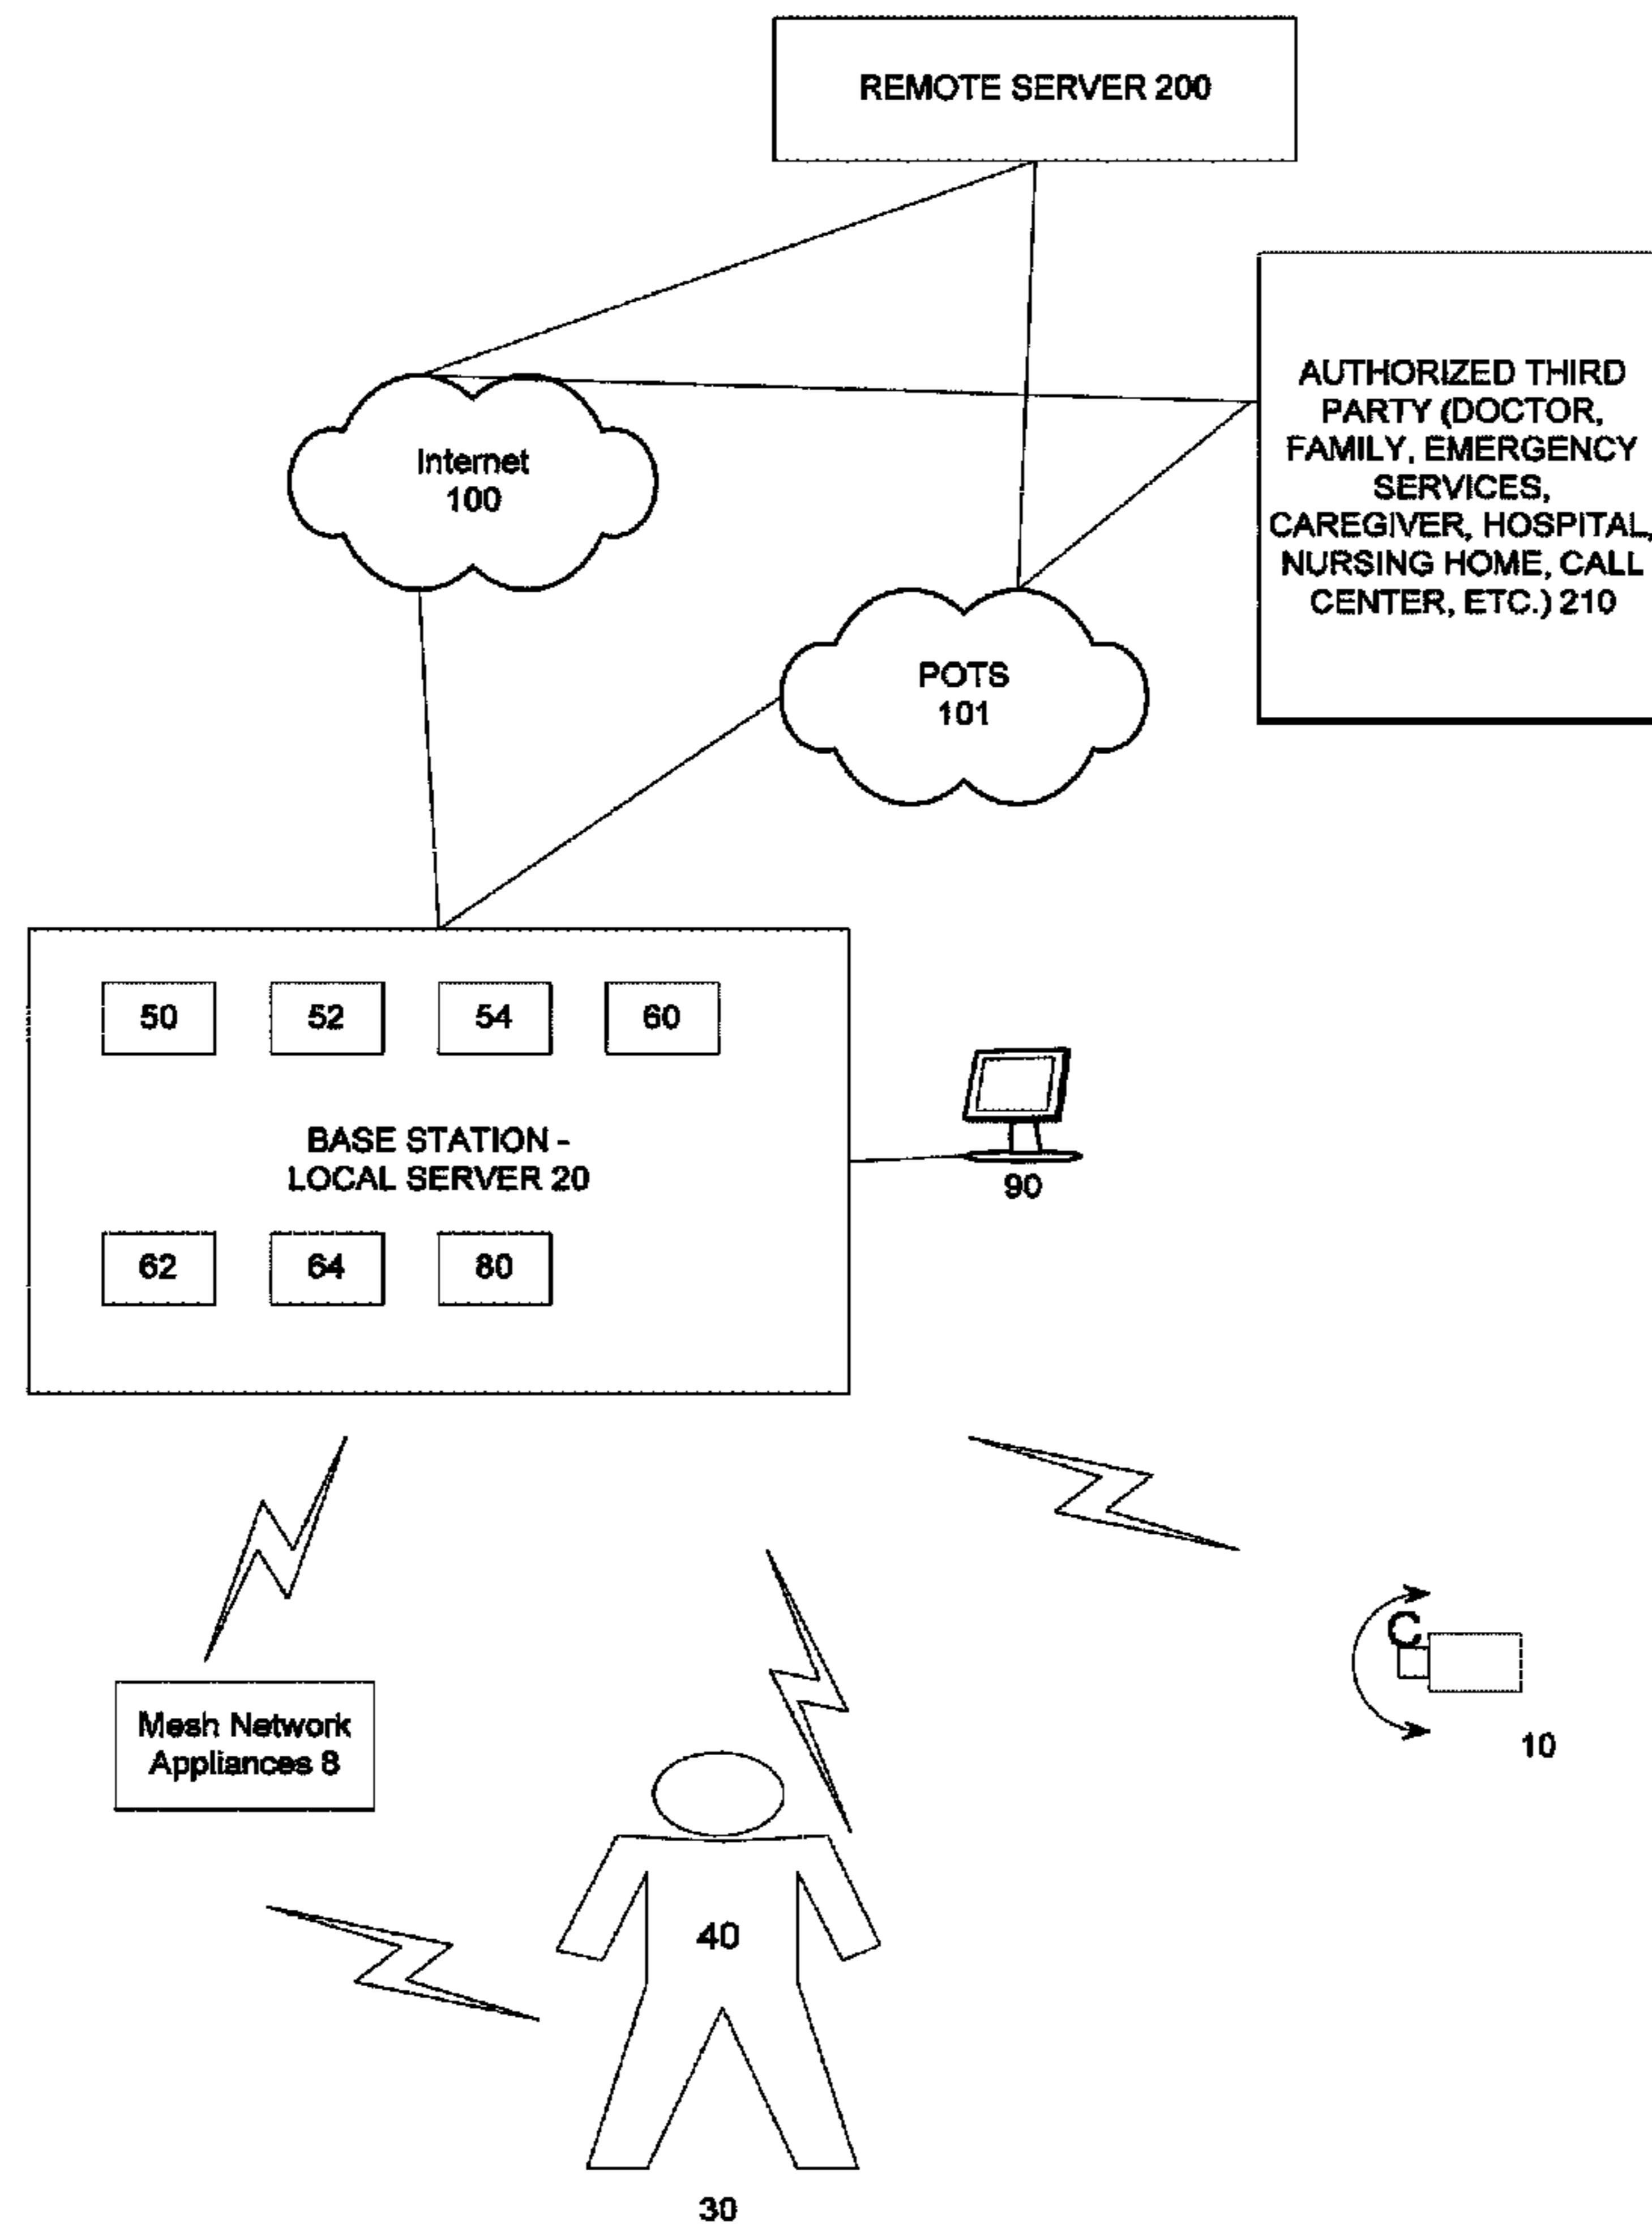 REMOTE SERVER 200
AUTHORIZED THIRD
PARTY (DOCTOR,
FAMILY, EMERGENCY
SERVICES,
CAREGIVER, HOSPITAL,
NURSING HOME, CALL
CENTER, ETC.) 210
Internet
100
POTS
101
50
52
54
60
BASE STATION -
LOCAL SERVER 20
90
62
64
80
C
10
Mesh Network
Appliances 8
40
30